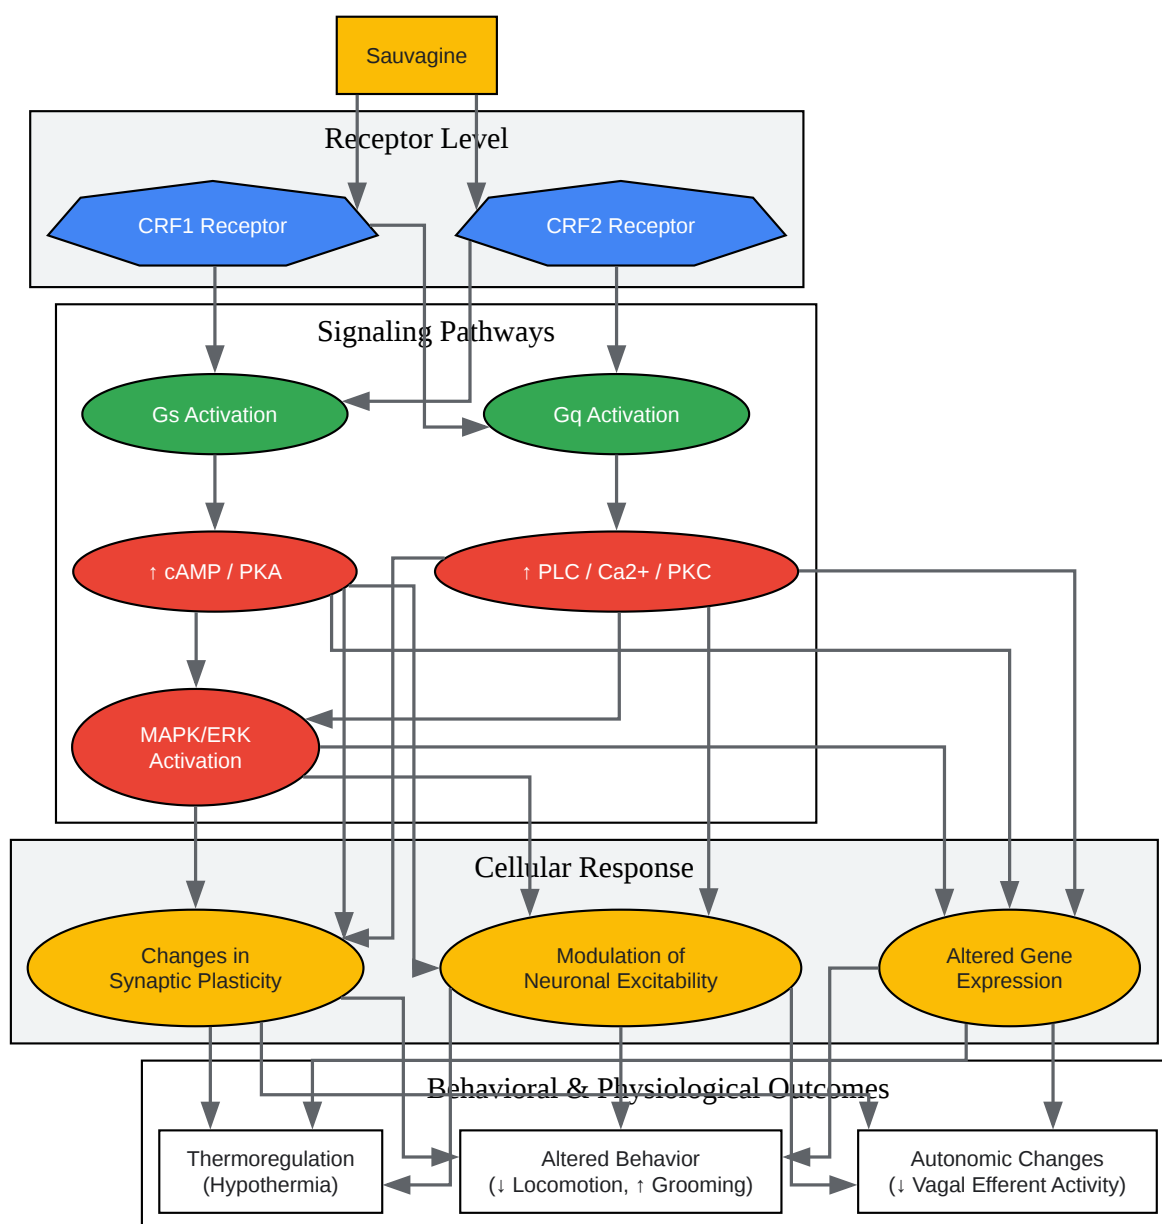 Sauvagine
Receptor Level
CRF1 Receptor
CRF2 Receptor
Signaling Pathways
Gs Activation
Gq Activation
↑ cAMP / PKA
↑ PLC / Ca2+ / PKC
MAPK/ERK
Activation
Cellular Response
Changes in
Synaptic Plasticity
Modulation of
Neuronal Excitability
Altered Gene
Expression
Behavioral & Physiological Outcomes
Thermoregulation
(Hypothermia)
Altered Behavior
(↓ Locomotion, ↑ Grooming)
Autonomic Changes
(↓ Vagal Efferent Activity)